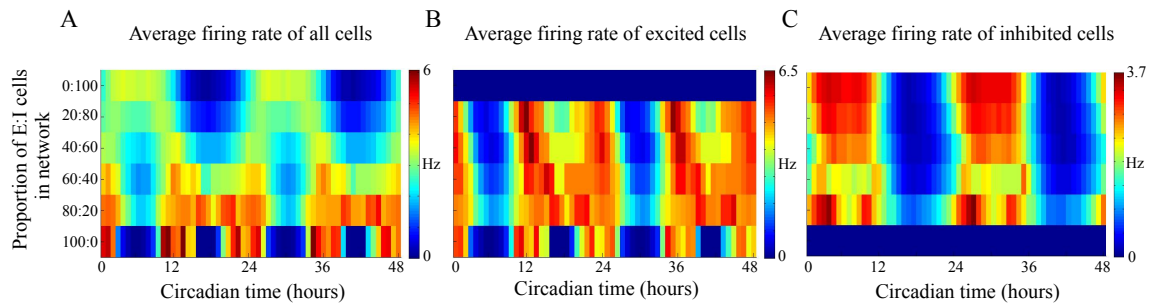 A
Average firing rate of all cells
B
Average firing rate of excited cells
C
Average firing rate of inhibited cells
Proportion of E:I cells
in network
0:100
20:80
40:60
60:40
80:20
100:0
6
Hz
0
6.5
Hz
0
3.7
Hz
0
0 12 24 36 48
0 12 24 36 48
0 12 24 36 48
Circadian time (hours)
Circadian time (hours)
Circadian time (hours)